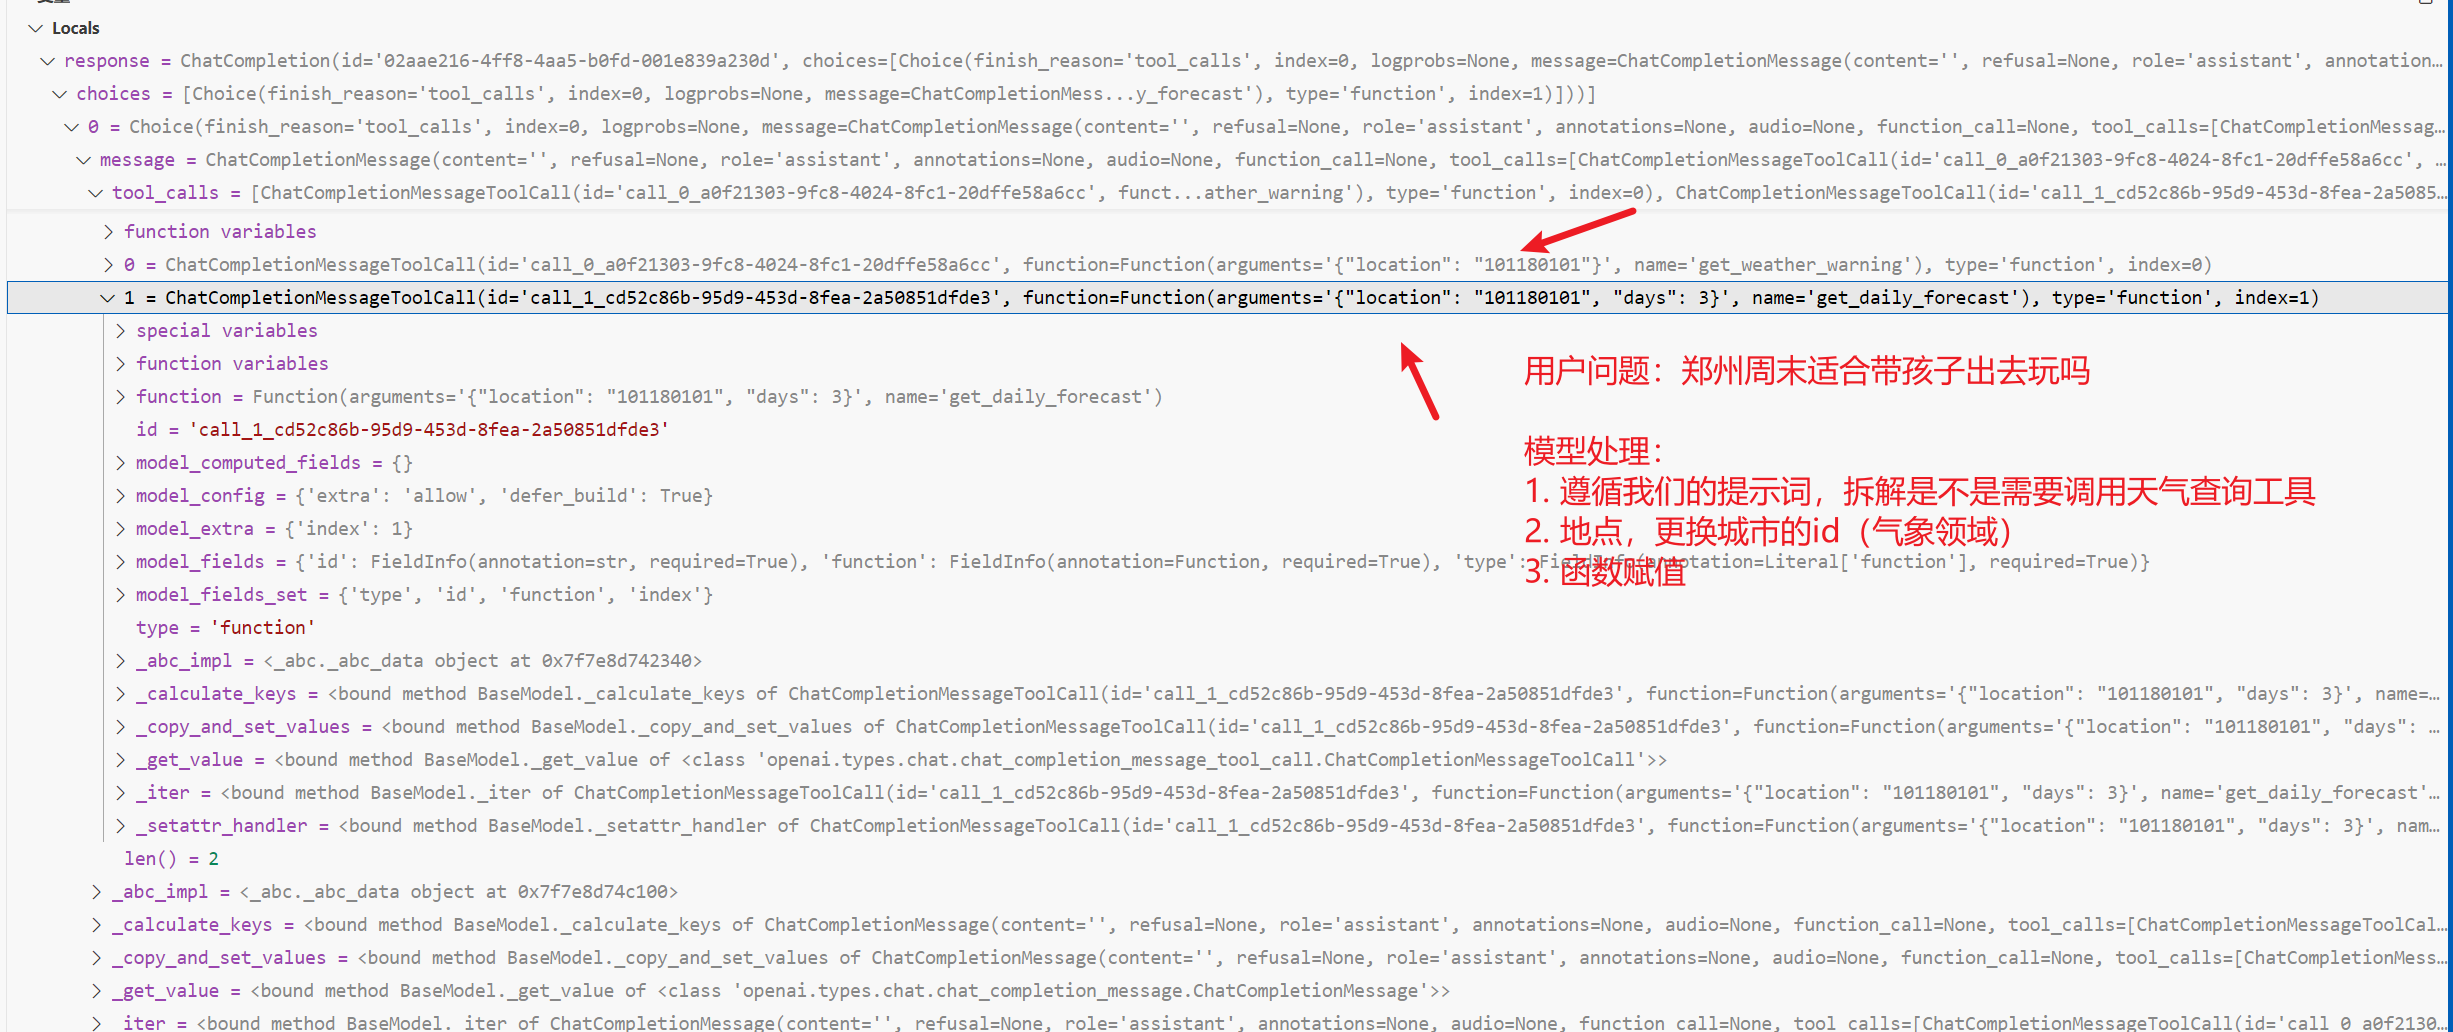 Locals
response = ChatCompletion(id='02aae216-4ff8-4aa5-b0fd-001e839a230d', choices=[Choice(finish_reason='tool_calls', index=0, logprobs=None, message=ChatCompletionMessage(content='', refusal=None, role='assistant', annotation...
choices = [Choice(finish_reason='tool_calls', index=0, logprobs=None, message=ChatCompletionMess...y_forecast'), type='function', index=1)]))]
0 = Choice(finish_reason='tool_calls', index=0, logprobs=None, message=ChatCompletionMessage(content='', refusal=None, role='assistant', annotations=None, audio=None, function_call=None, tool_calls=[ChatCompletionMessag...
message = ChatCompletionMessage(content='', refusal=None, role='assistant', annotations=None, audio=None, function_call=None, tool_calls=[ChatCompletionMessageToolCall(id='call_0_a0f21303-9fc8-4024-8fc1-20dffe58a6cc', ...
tool_calls = [ChatCompletionMessageToolCall(id='call_0_a0f21303-9fc8-4024-8fc1-20dffe58a6cc', funct...ather_warning'), type='function', index=0), ChatCompletionMessageToolCall(id='call_1_cd52c86b-95d9-453d-8fea-2a5085...
function variables
0 = ChatCompletionMessageToolCall(id='call_0_a0f21303-9fc8-4024-8fc1-20dffe58a6cc', function=Function(arguments='{"location": "101180101"}', name='get_weather_warning'), type='function', index=0)
1 = ChatCompletionMessageToolCall(id='call_1_cd52c86b-95d9-453d-8fea-2a50851dfde3', function=Function(arguments='{"location": "101180101", "days": 3}', name='get_daily_forecast'), type='function', index=1)
special variables
function variables
用户问题：郑州周末适合带孩子出去玩吗
function = Function(arguments='{"location": "101180101", "days": 3}', name='get_daily_forecast')
id = 'call_1_cd52c86b-95d9-453d-8fea-2a50851dfde3'
模型处理：
model_computed_fields = {}
1. 遵循我们的提示词，拆解是不是需要调用天气查询工具
model_config = {'extra': 'allow', 'defer_build': True}
2. 地点，更换城市的id（气象领域）
model_extra = {'index': 1}
model_fields = {'id': FieldInfo(annotation=str, required=True), 'function': FieldInfo(annotation=Function, required=True), 'type': FieldInfo(annotation=Literal['function'], required=True)}
3. 函数赋值
model_fields_set = {'type', 'id', 'function', 'index'}
type = 'function'
_abc_impl = <_abc._abc_data object at 0x7f7e8d742340>
_calculate_keys = <bound method BaseModel._calculate_keys of ChatCompletionMessageToolCall(id='call_1_cd52c86b-95d9-453d-8fea-2a50851dfde3', function=Function(arguments='{"location": "101180101", "days": 3}', name=...
_copy_and_set_values = <bound method BaseModel._copy_and_set_values of ChatCompletionMessageToolCall(id='call_1_cd52c86b-95d9-453d-8fea-2a50851dfde3', function=Function(arguments='{"location": "101180101", "days": ...
_get_value = <bound method BaseModel._get_value of <class 'openai.types.chat.chat_completion_message_tool_call.ChatCompletionMessageToolCall'>>
_iter = <bound method BaseModel._iter of ChatCompletionMessageToolCall(id='call_1_cd52c86b-95d9-453d-8fea-2a50851dfde3', function=Function(arguments='{"location": "101180101", "days": 3}', name='get_daily_forecast'...
_setattr_handler = <bound method BaseModel._setattr_handler of ChatCompletionMessageToolCall(id='call_1_cd52c86b-95d9-453d-8fea-2a50851dfde3', function=Function(arguments='{"location": "101180101", "days": 3}', nam...
len() = 2
_abc_impl = <_abc._abc_data object at 0x7f7e8d74c100>
_calculate_keys = <bound method BaseModel._calculate_keys of ChatCompletionMessage(content='', refusal=None, role='assistant', annotations=None, audio=None, function_call=None, tool_calls=[ChatCompletionMessageToolCal...
_copy_and_set_values = <bound method BaseModel._copy_and_set_values of ChatCompletionMessage(content='', refusal=None, role='assistant', annotations=None, audio=None, function_call=None, tool_calls=[ChatCompletionMess...
_get_value = <bound method BaseModel._get_value of <class 'openai.types.chat.chat_completion_message.ChatCompletionMessage'>>
_iter = <bound method BaseModel._iter of ChatCompletionMessage(content='', refusal=None, role='assistant', annotations=None, audio=None, function_call=None, tool_calls=[ChatCompletionMessageToolCall(id='call_0_a0f2130...